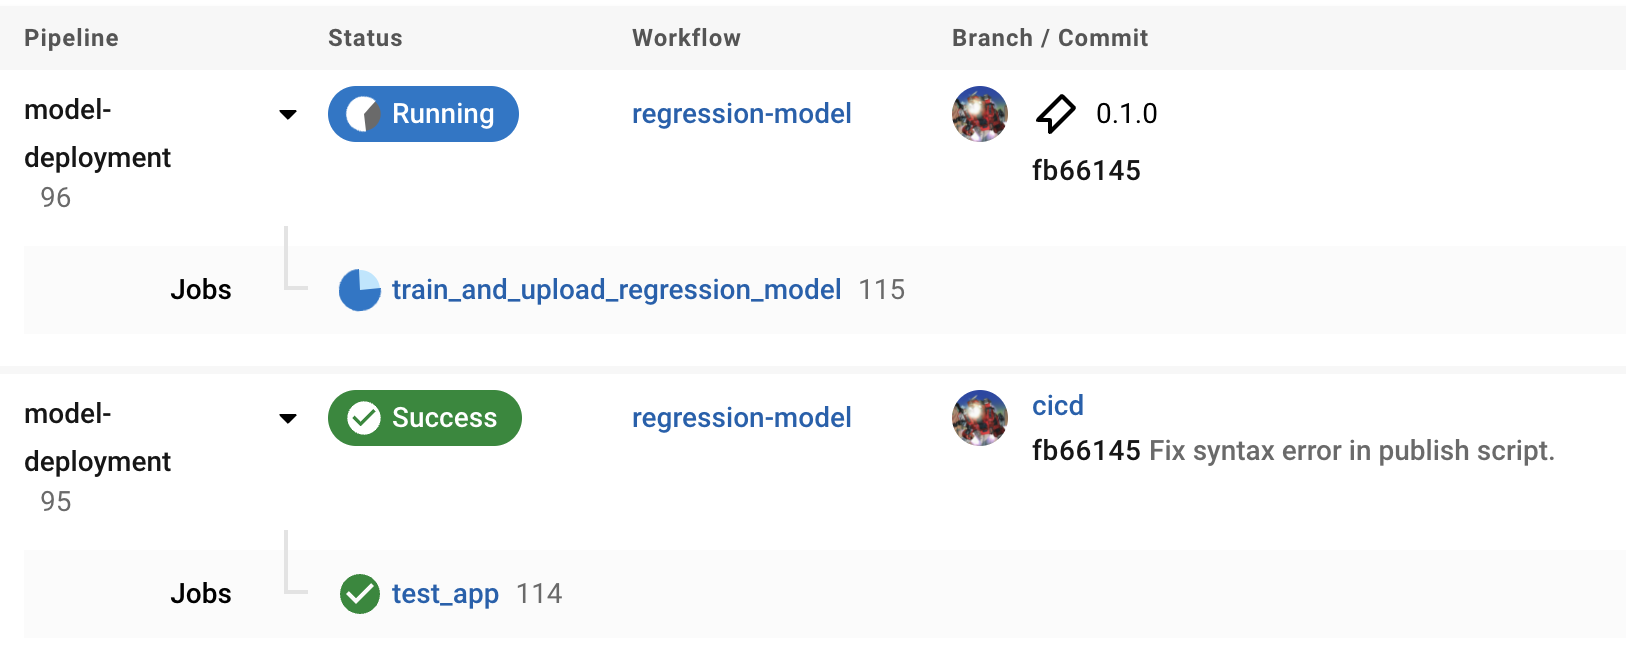 Pipeline Status Workflow Branch / Commit
model-
deployment
96
Running
regression-model
0.1.0
fb66145
Jobs train_and_upload_regression_model 115
model-
deployment
95
Success
regression-model
cicd
fb66145 Fix syntax error in publish script.
Jobs test_app 114